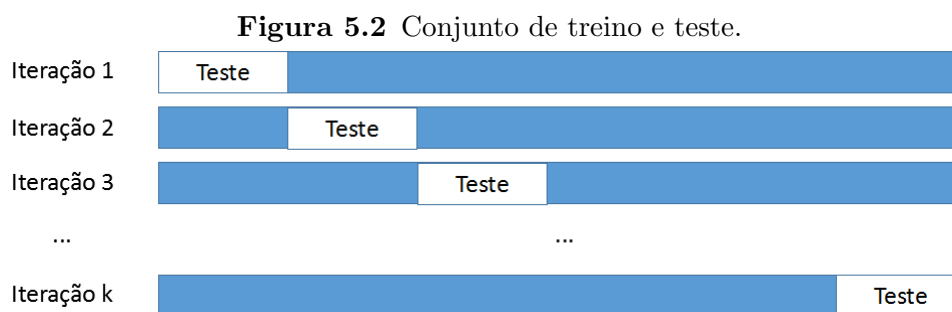 Figura 5.2 Conjunto de treino e teste.
Iteração 1 Teste
Iteração 2 Teste
Iteração 3 Teste
... ...
Iteração k Teste